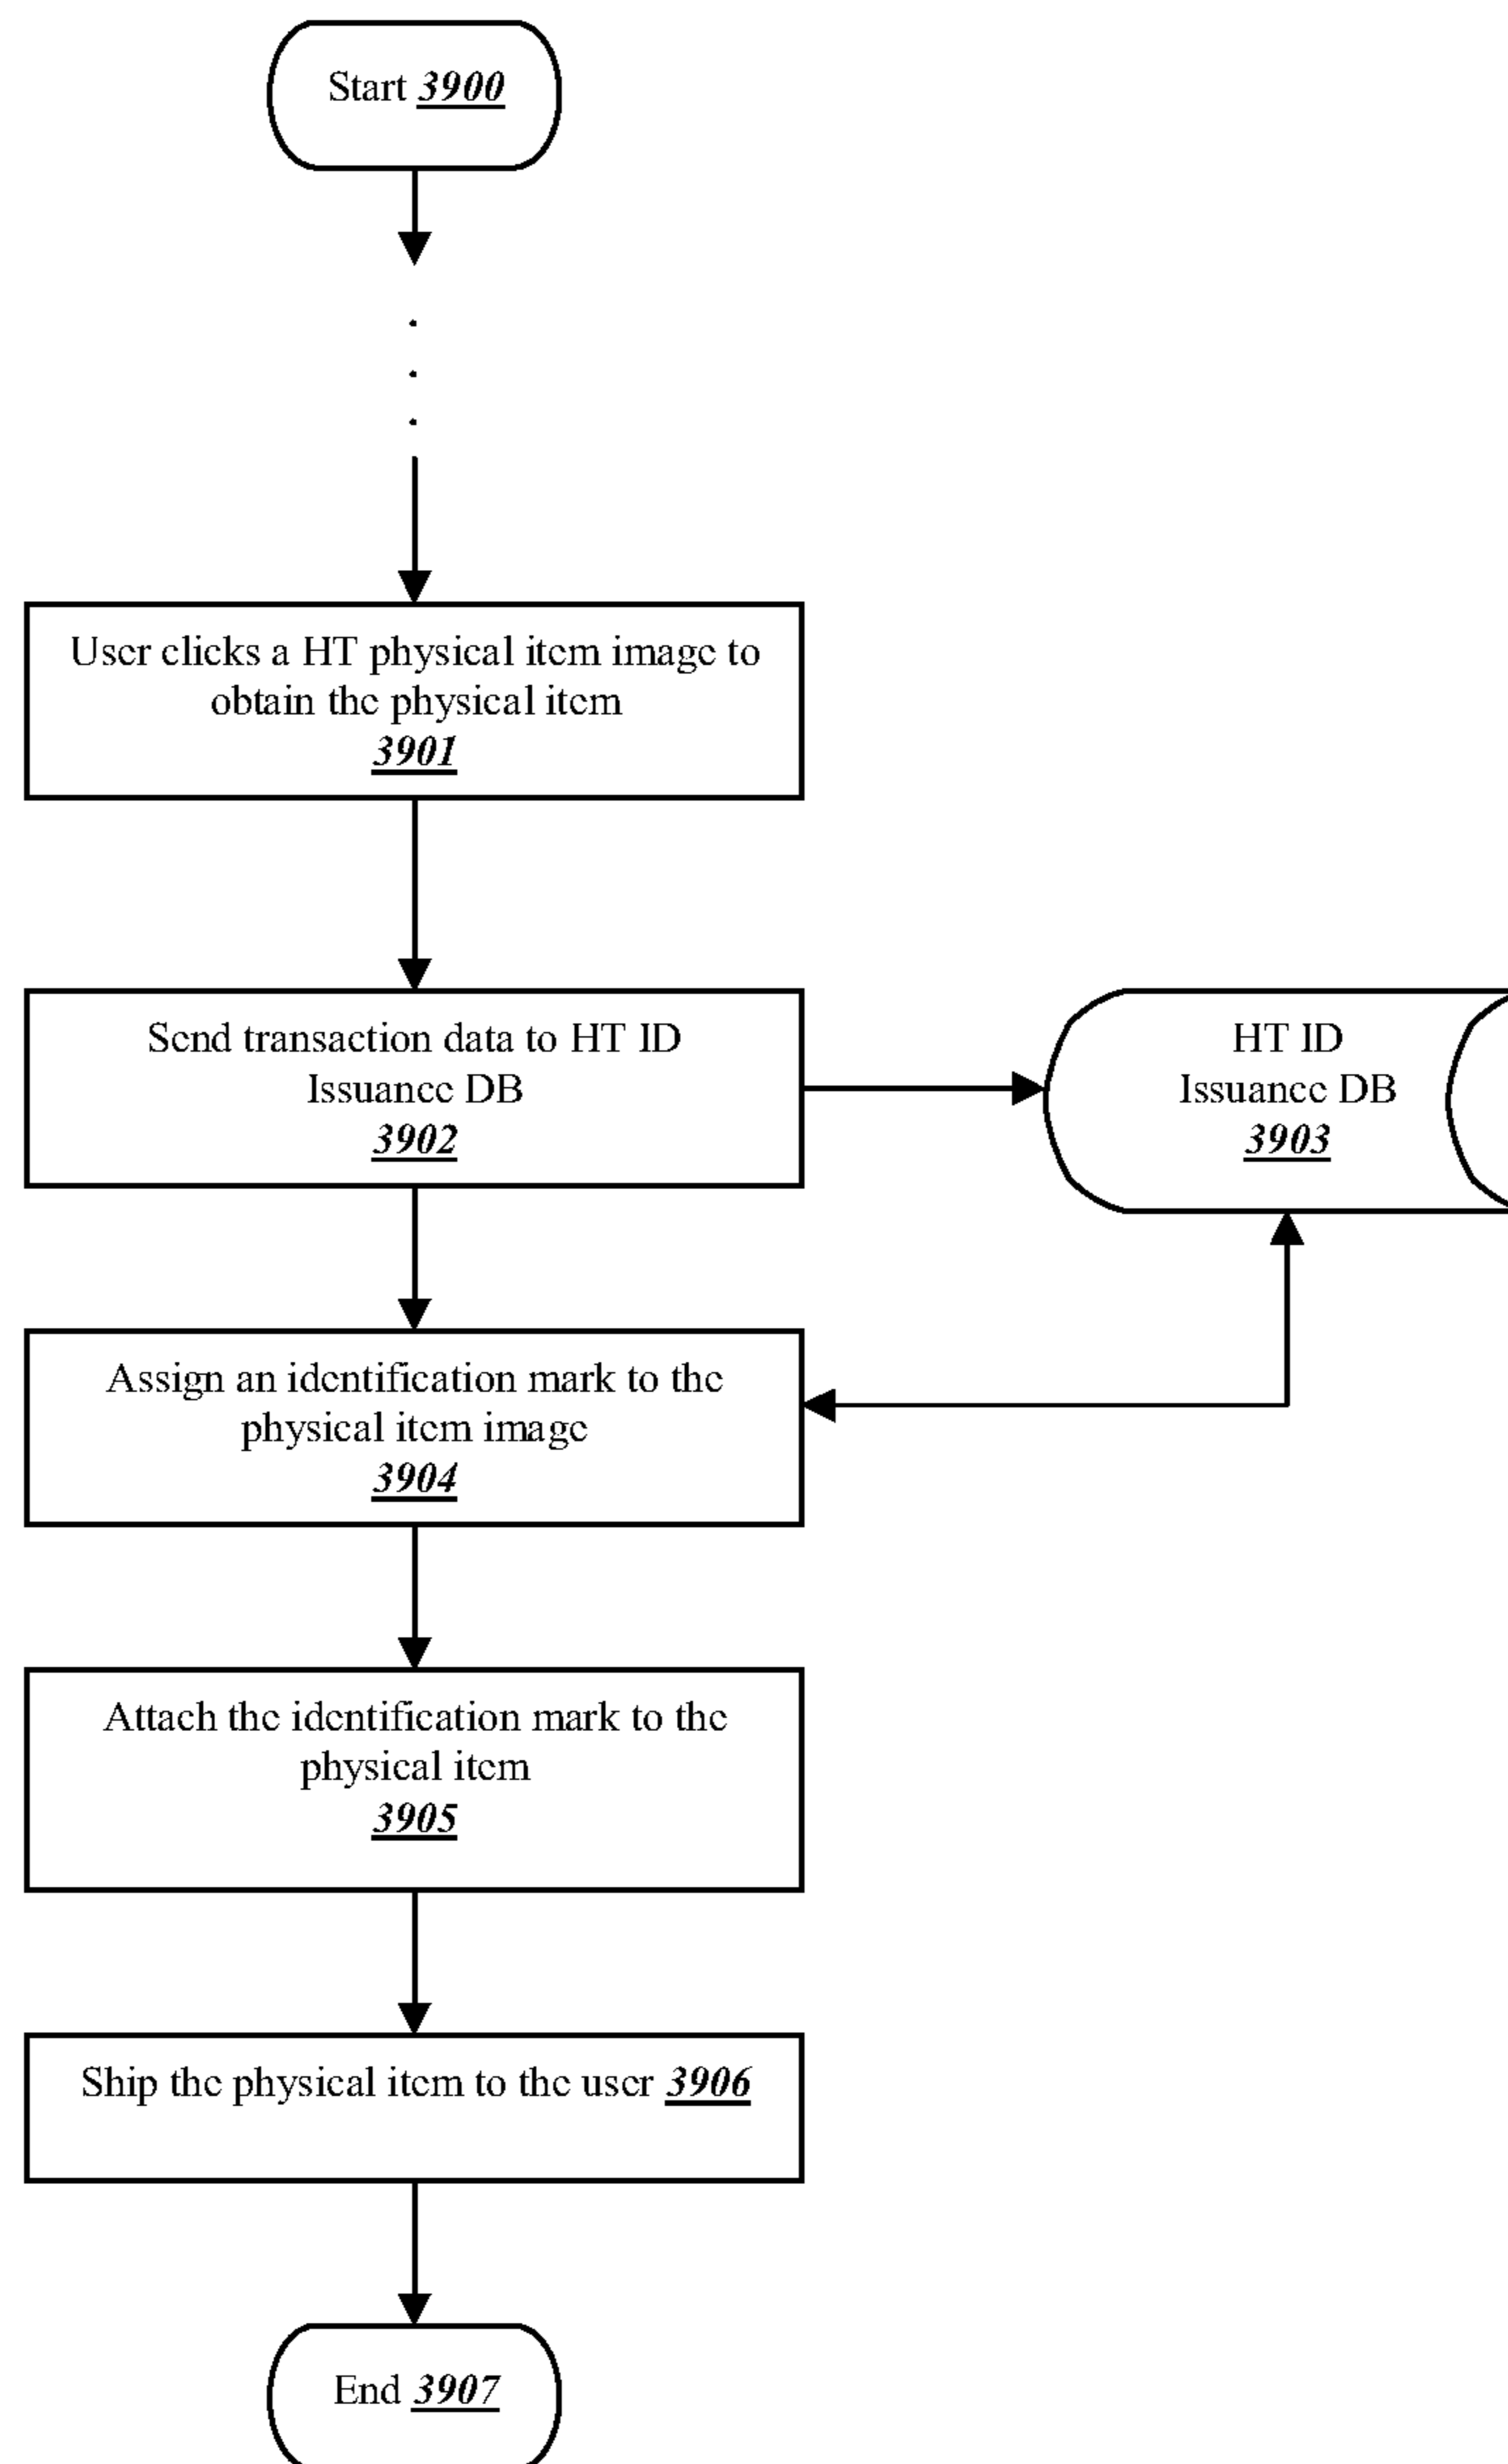 Start 3900
User clicks a HT physical item image to
obtain the physical item
3901
Send transaction data to HT ID
Issuance DB
3902
HT ID
Issuance DB
3903
Assign an identification mark to the
physical item image
3904
Attach the identification mark to the
physical item
3905
Ship the physical item to the user 3906
End 3907